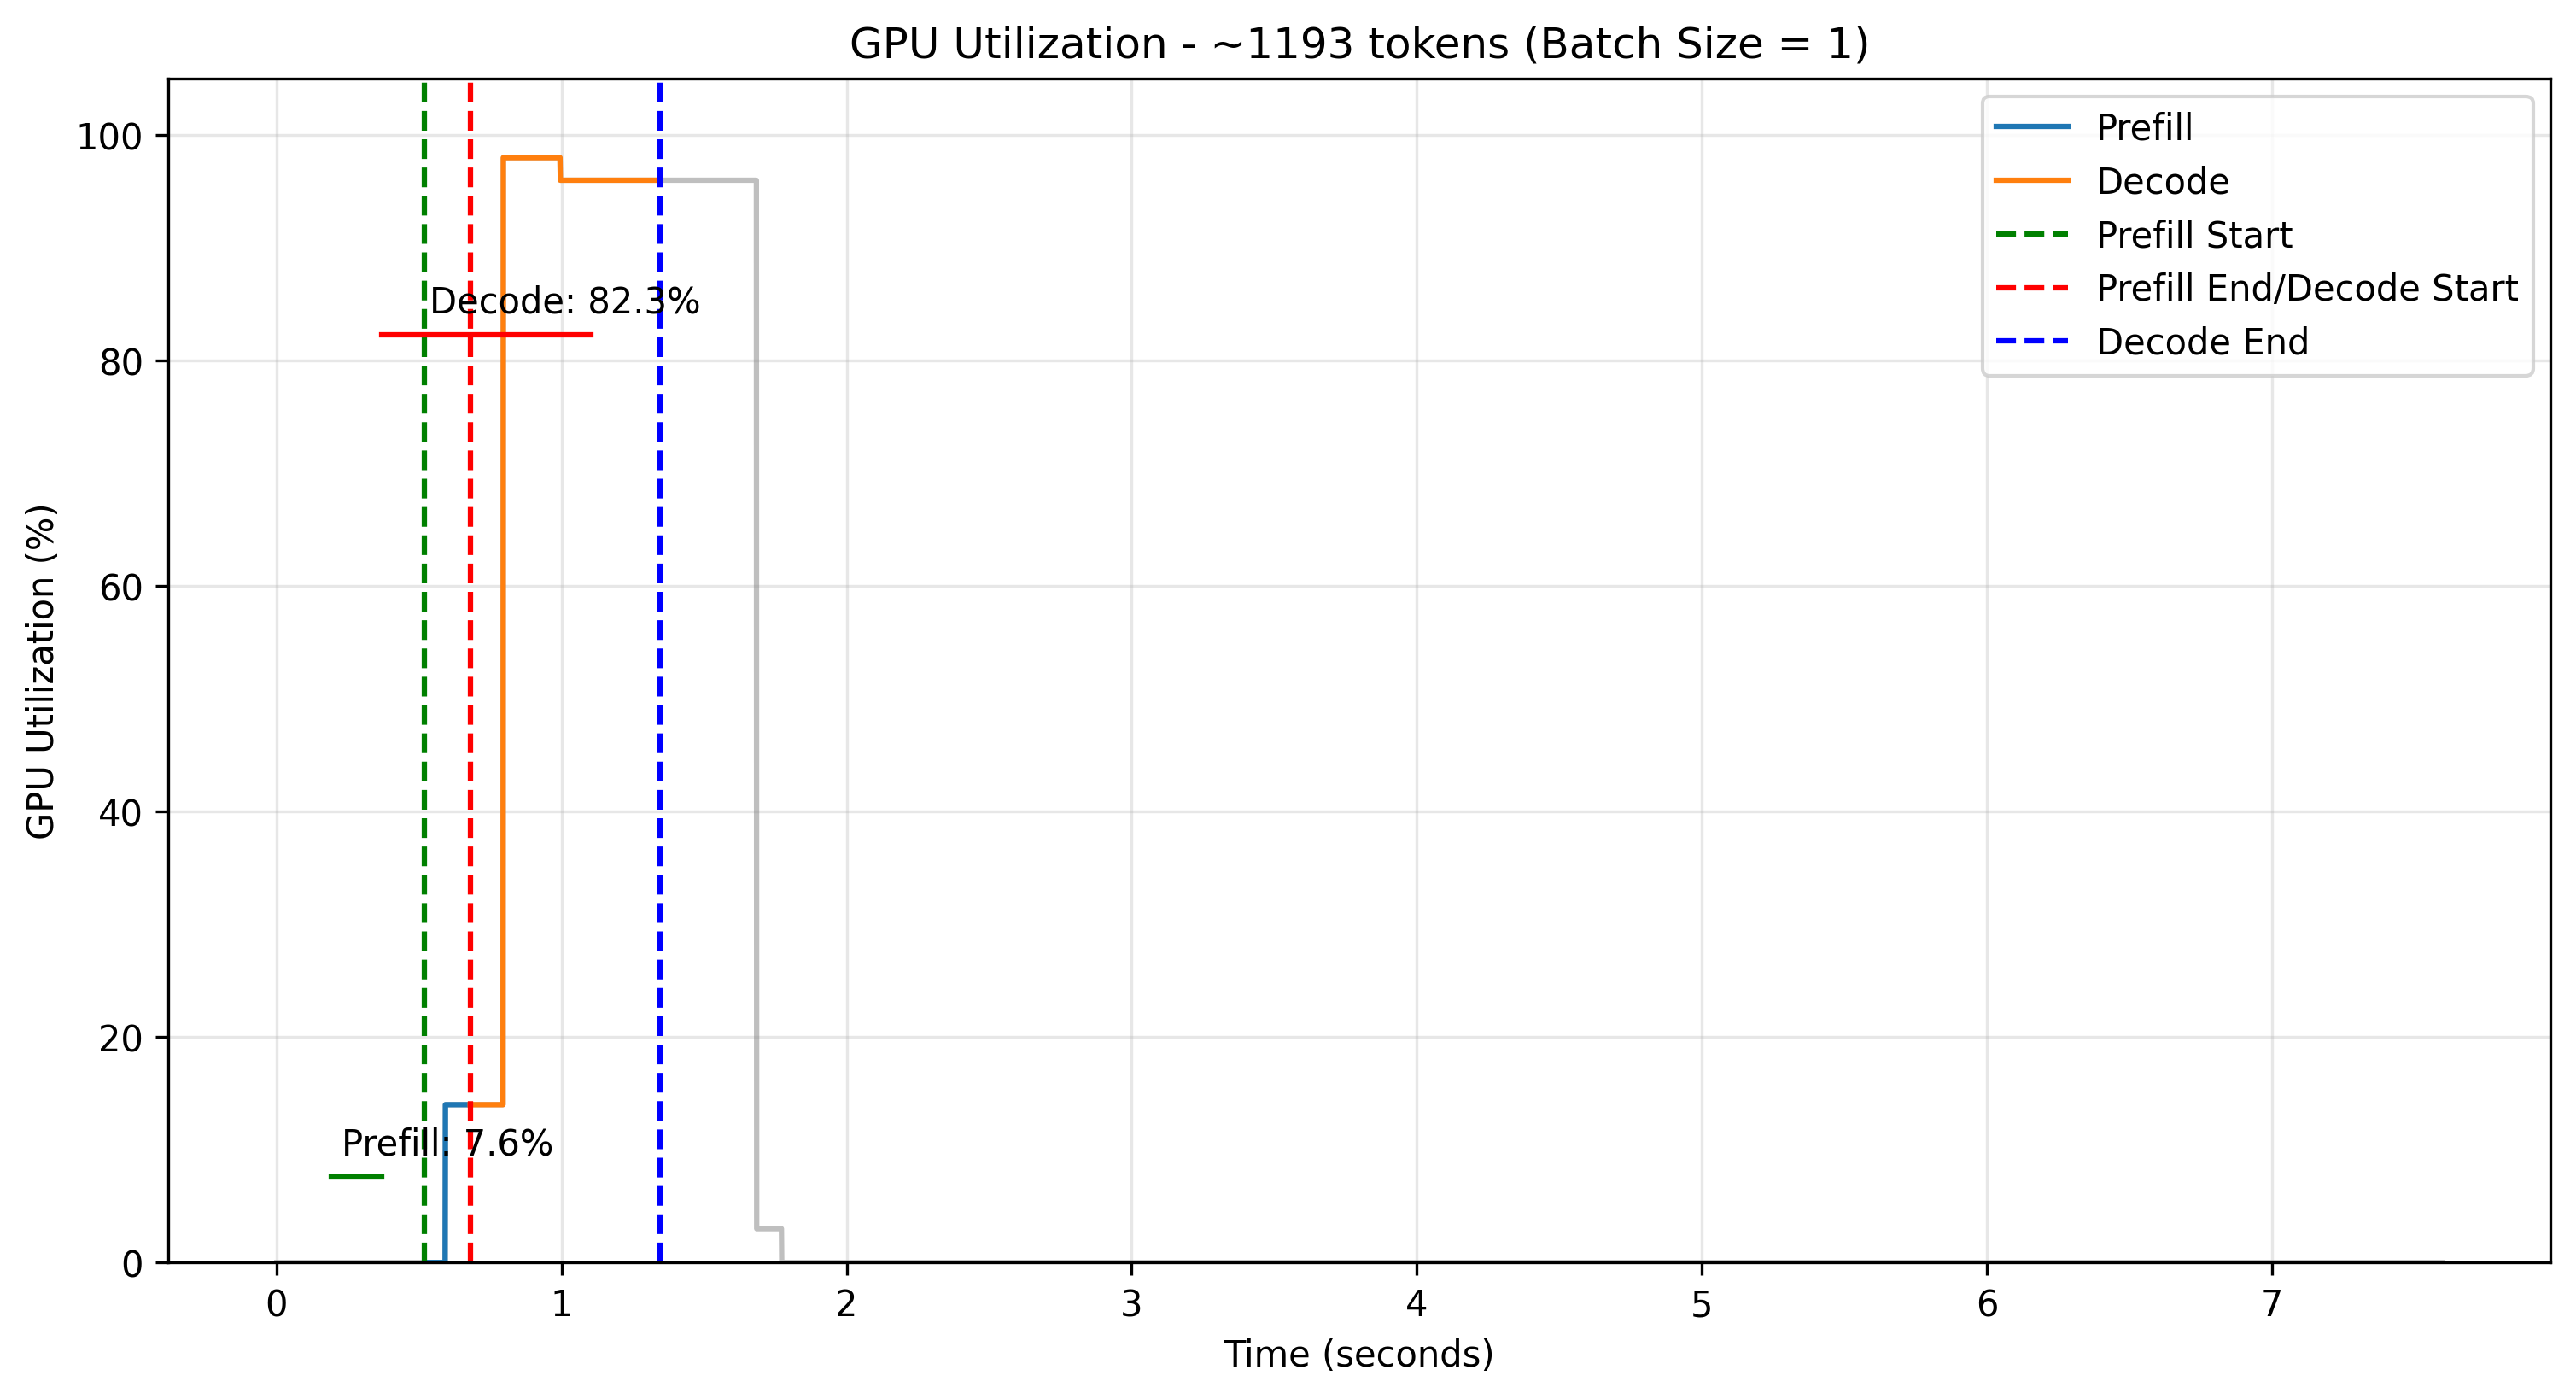 GPU Utilization - ~1193 tokens (Batch Size = 1)
GPU Utilization (%)
100
80
60
40
20
0
Decode: 82.3%
Prefill: 7.6%
Prefill
Decode
Prefill Start
Prefill End/Decode Start
Decode End
0 1 2 3 4 5 6 7
Time (seconds)